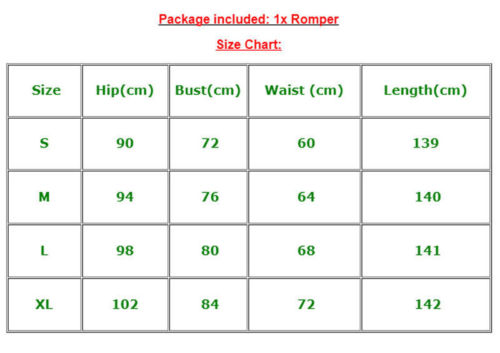 Package included: 1x Romper
Size Chart:
Size Hip(cm) Bust(cm) Waist (cm) Length(cm)
S 90 72 60 139
M 94 76 64 140
L 98 80 68 141
XL 102 84 72 142